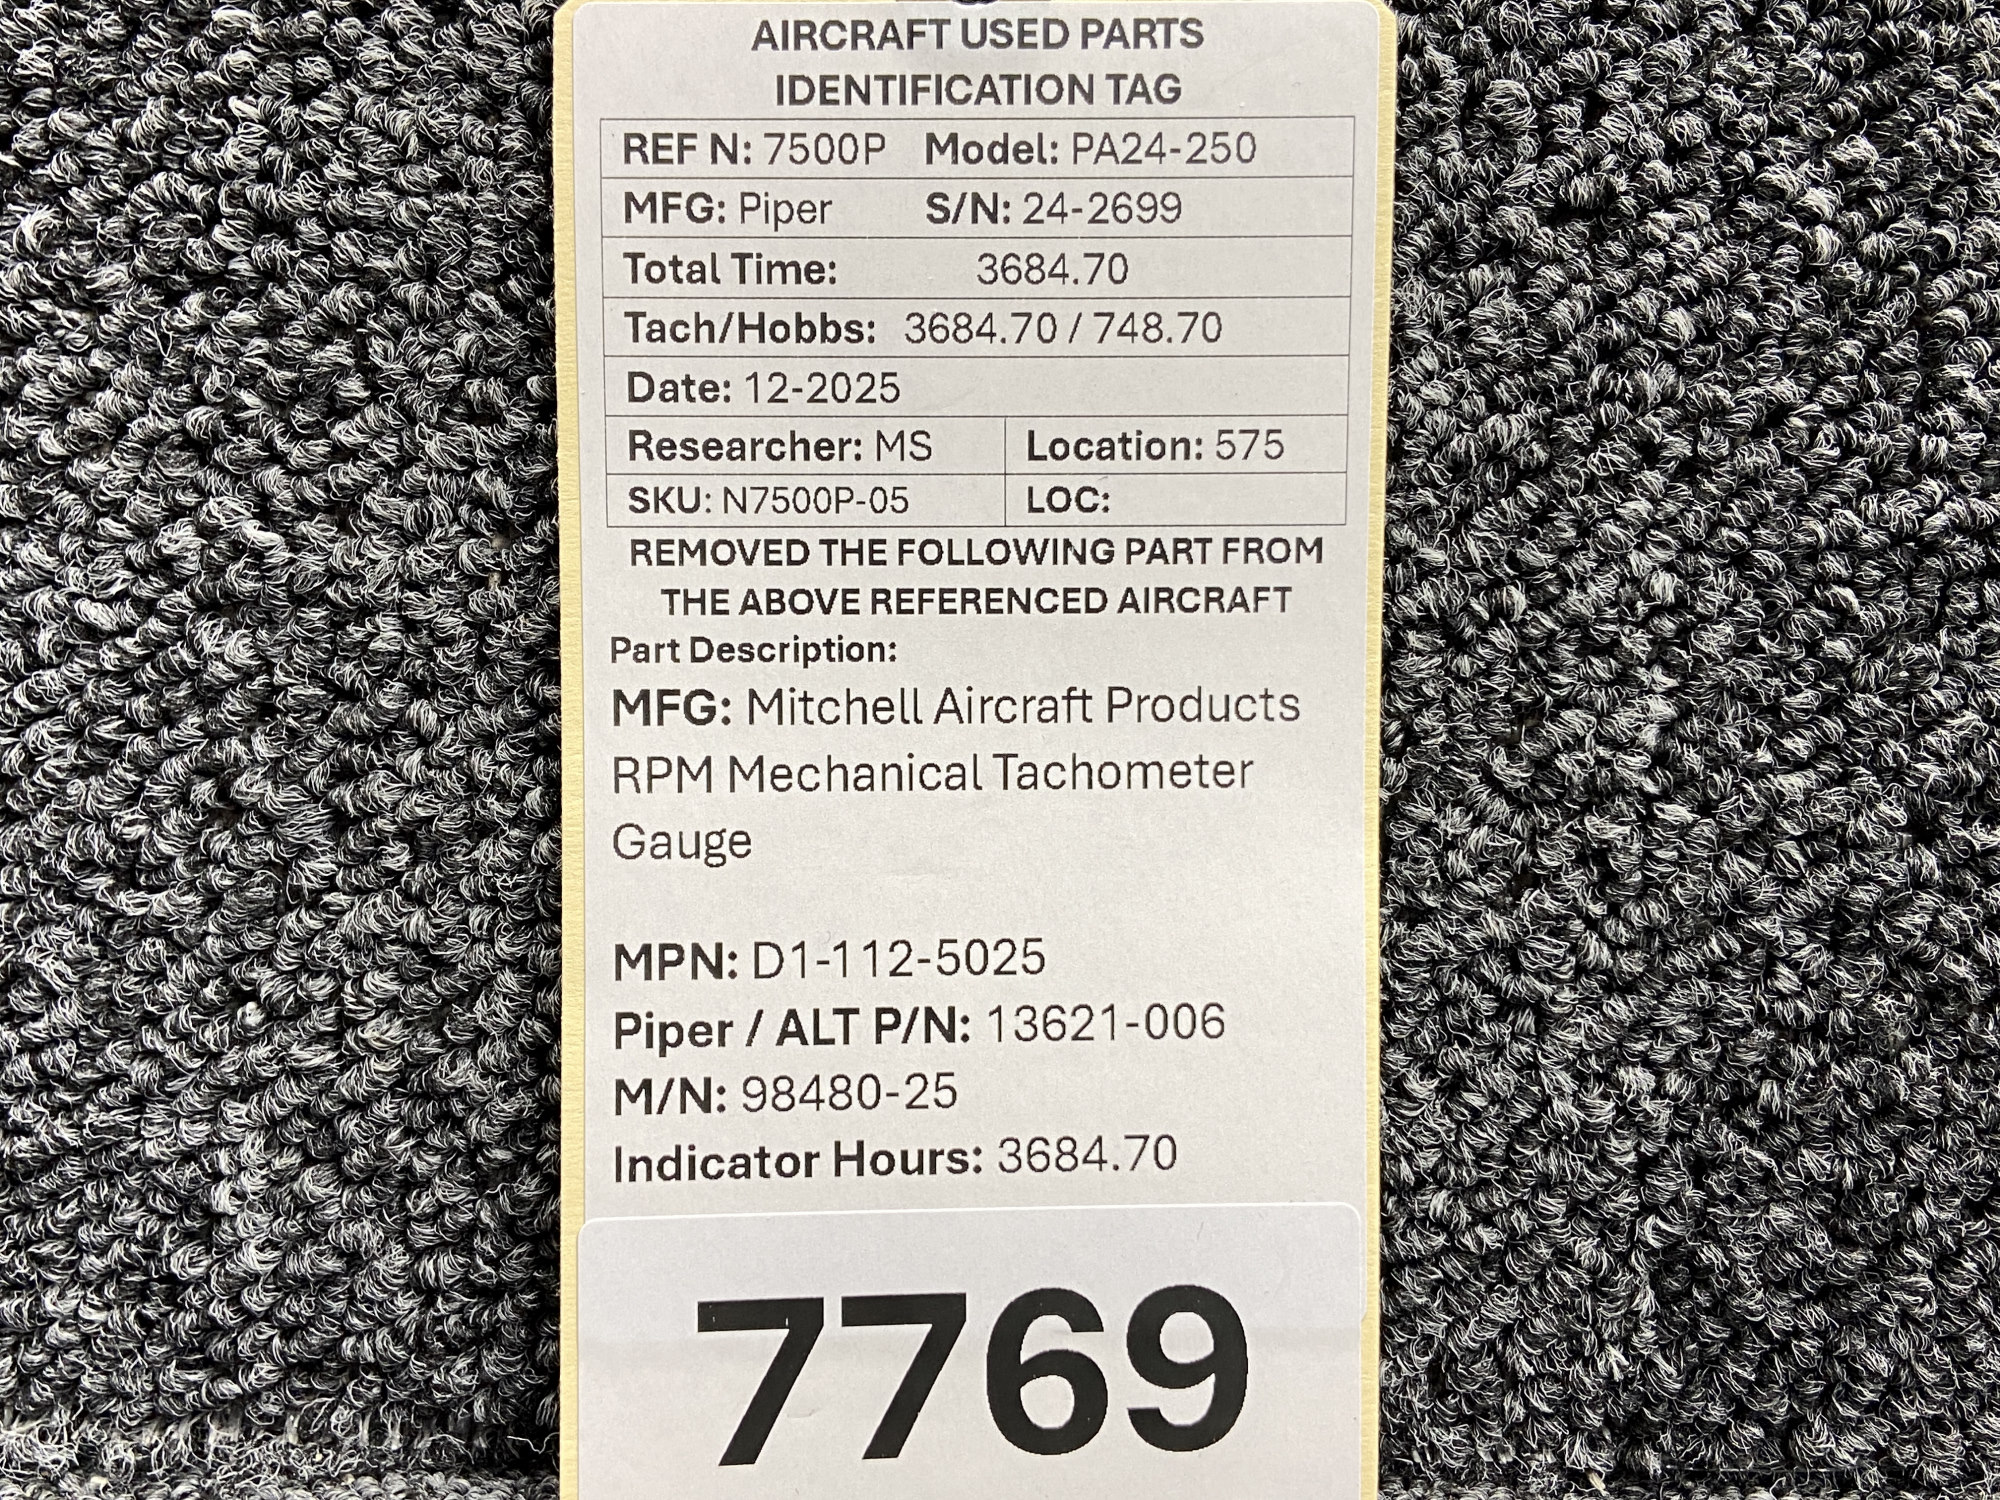 AIRCRAFT USED PARTS
IDENTIFICATION TAG
REF N: 7500P Model: PA24-250
MFG: Piper S/N: 24-2699
Total Time: 3684.70
Tach/Hobbs: 3684.70 / 748.70
Date: 12-2025
Researcher: MS Location: 575
SKU: N7500P-05 LOC:
REMOVED THE FOLLOWING PART FROM
THE ABOVE REFERENCED AIRCRAFT
Part Description:
MFG: Mitchell Aircraft Products
RPM Mechanical Tachometer
Gauge
MPN: D1-112-5025
Piper / ALT P/N: 13621-006
M/N: 98480-25
Indicator Hours: 3684.70
7769